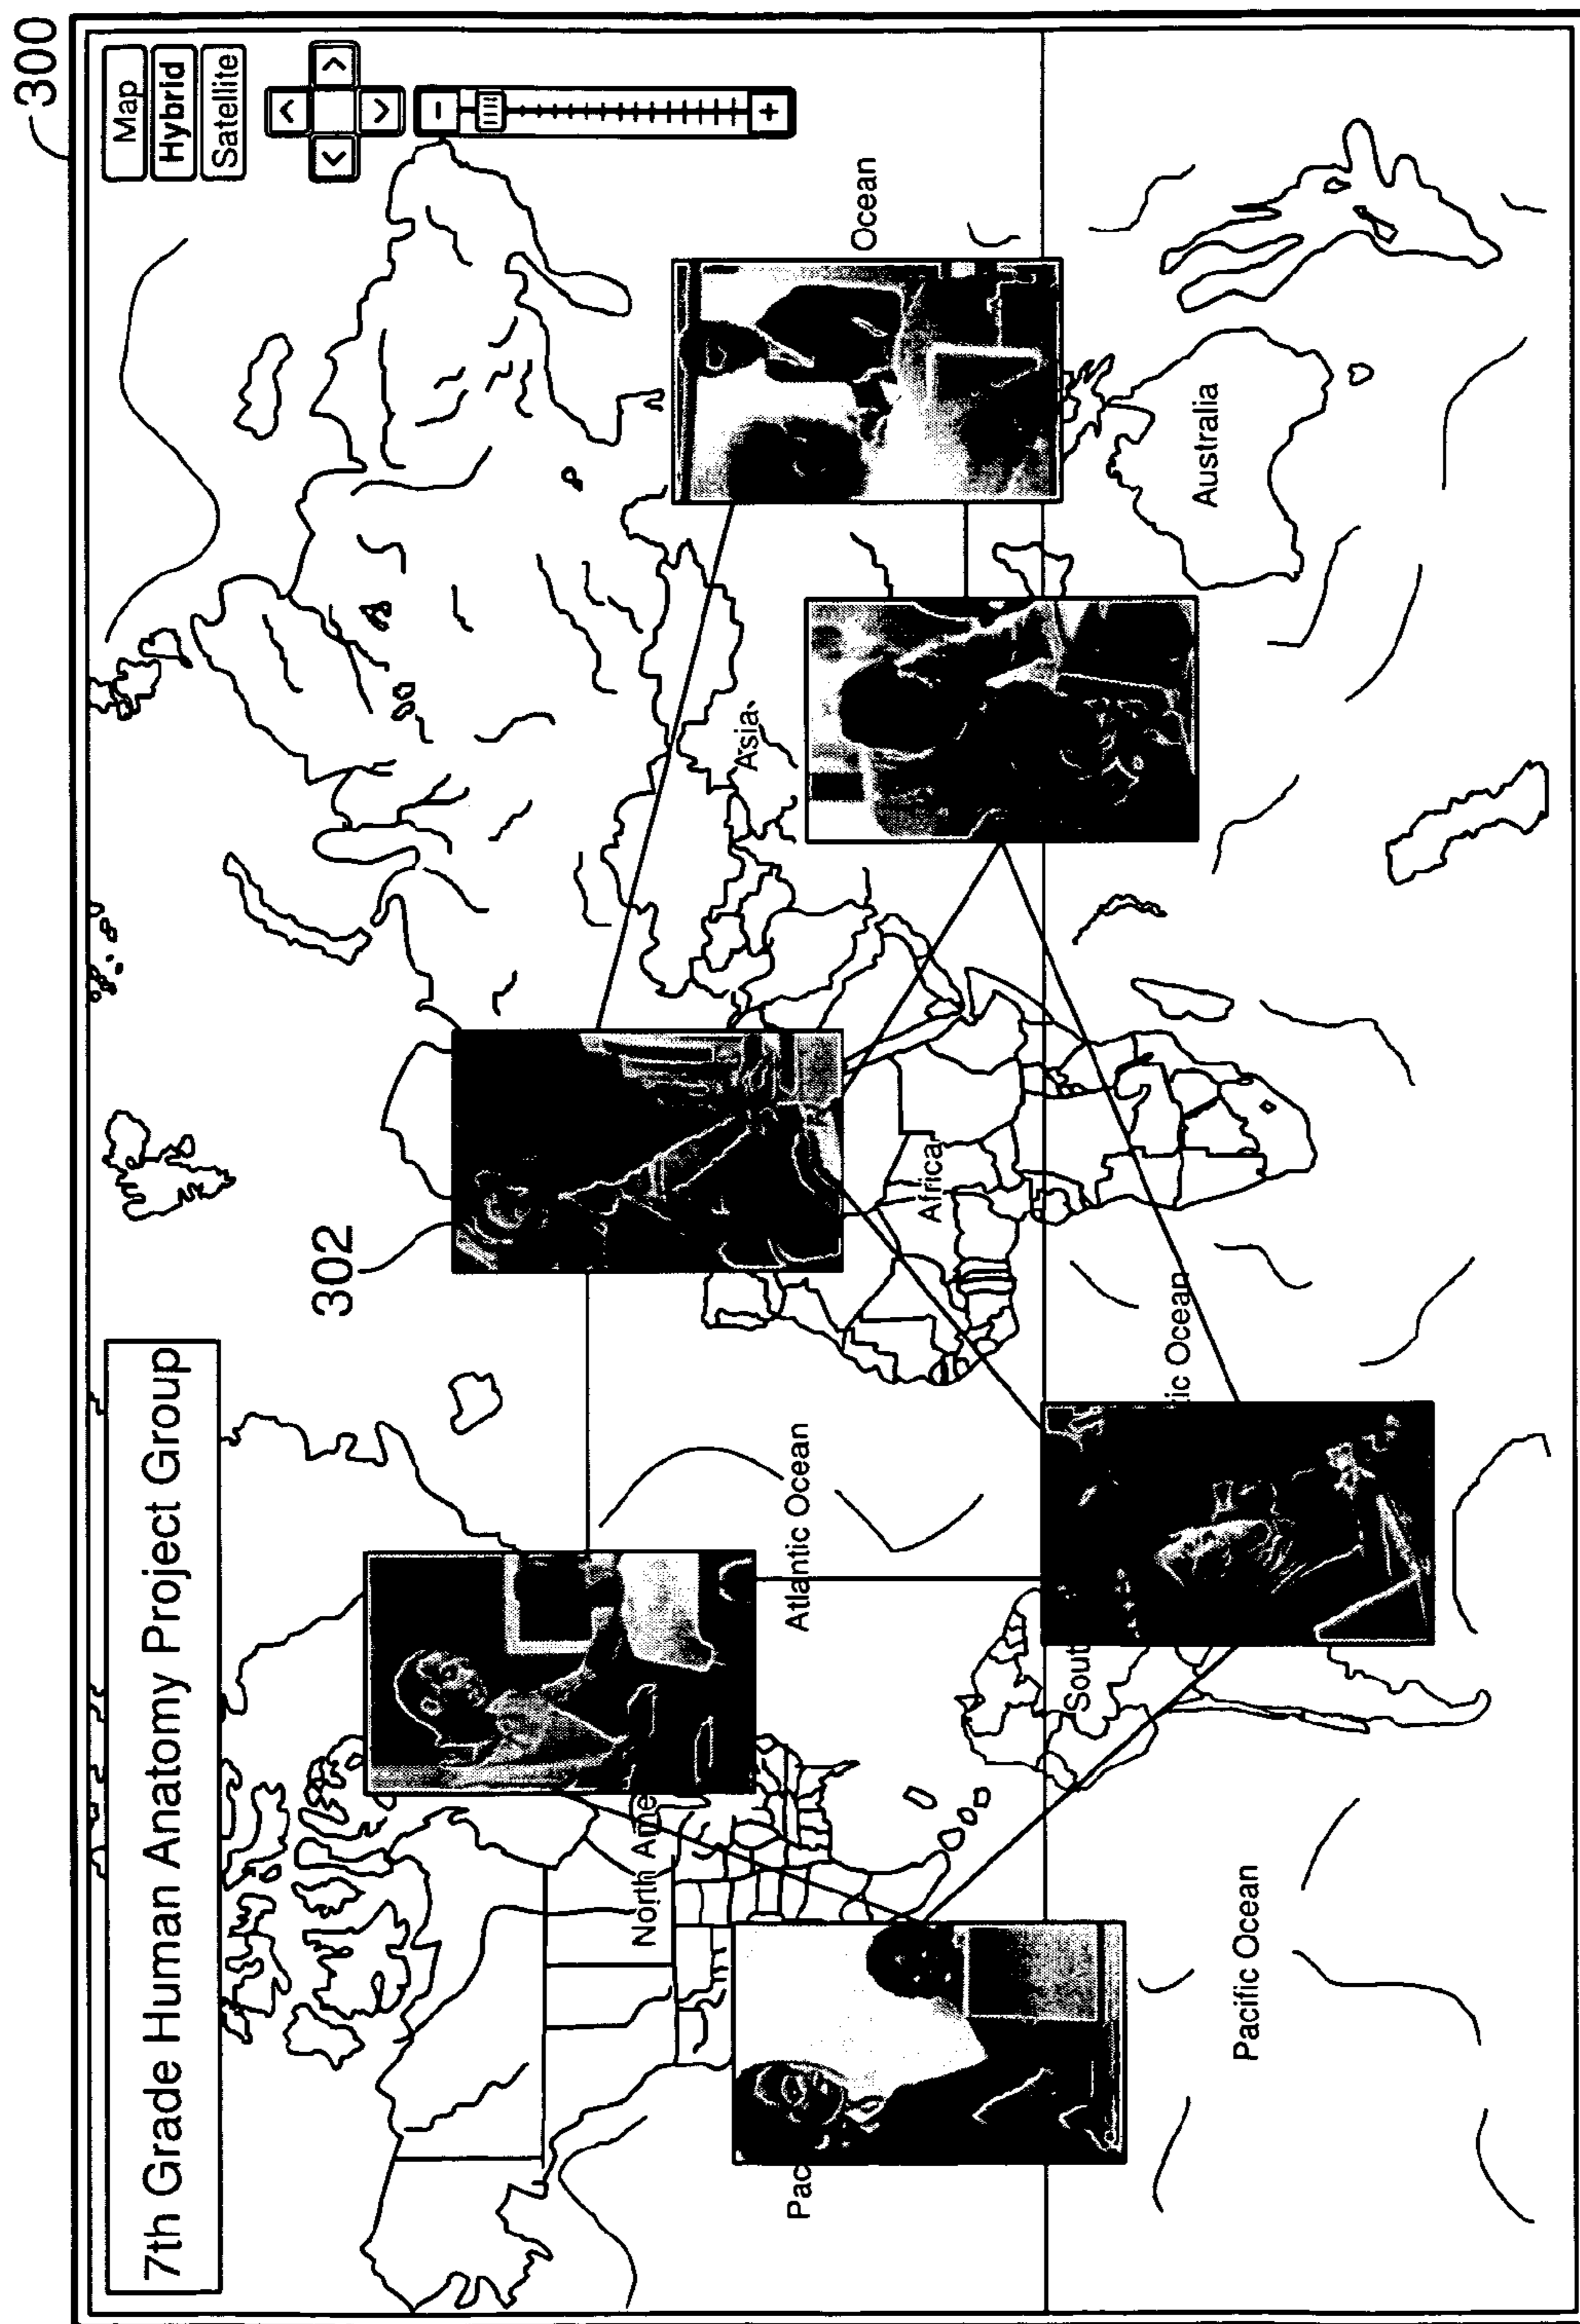 300
7th Grade Human Anatomy Project Group
Map
Hybrid
Satellite
<
>
-
+
302
North Ame
Atlantic Ocean
Asia
Ocean
Pac
Africa
Sout
tic Ocean
Pacific Ocean
Australia